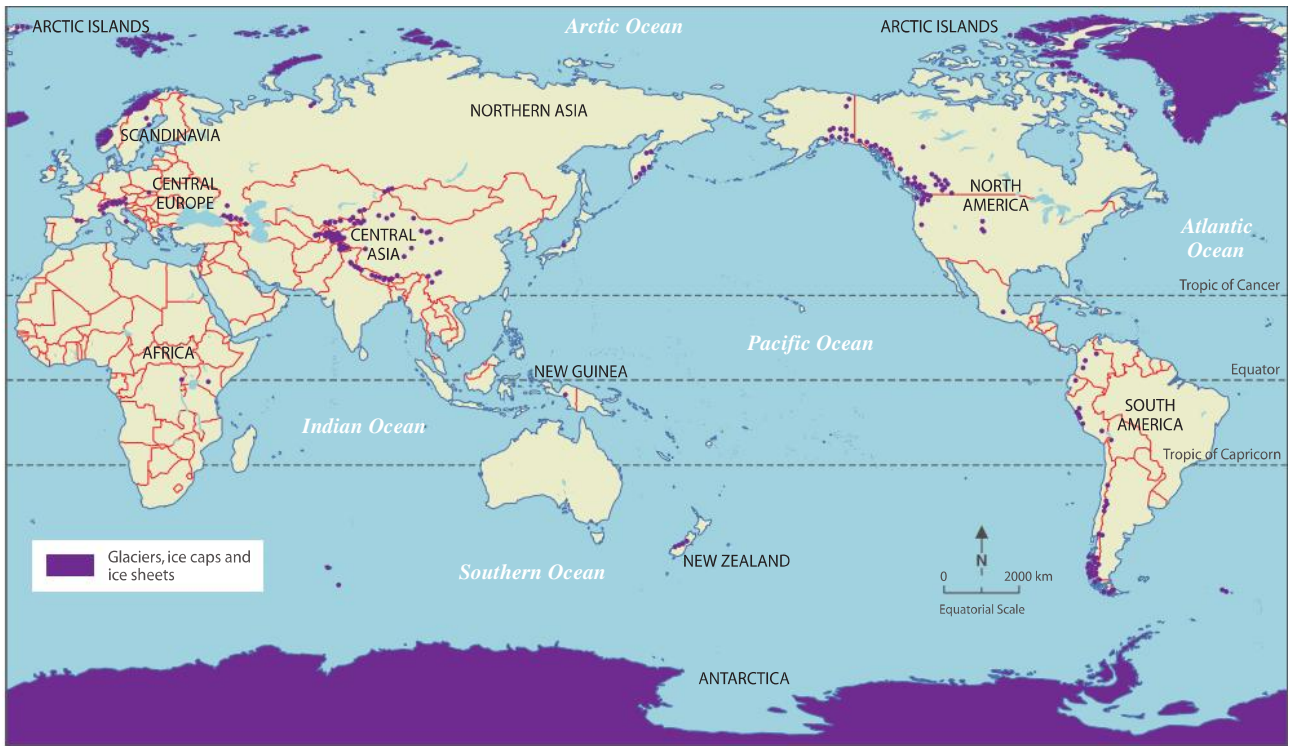 ARCTIC ISLANDS
Arctic Ocean
ARCTIC ISLANDS
NORTHERN ASIA
SCANDINAVIA
CENTRAL
EUROPE
NORTH
AMERICA
CENTRAL
ASIA
Atlantic
Ocean
Tropic of Cancer
AFRICA
Pacific Ocean
NEW GUINEA
Equator
SOUTH
AMERICA
Indian Ocean
Tropic of Capricorn
Glaciers, ice caps and
ice sheets
Southern Ocean
NEW ZEALAND
N
0 2000 km
Equatorial Scale
ANTARCTICA